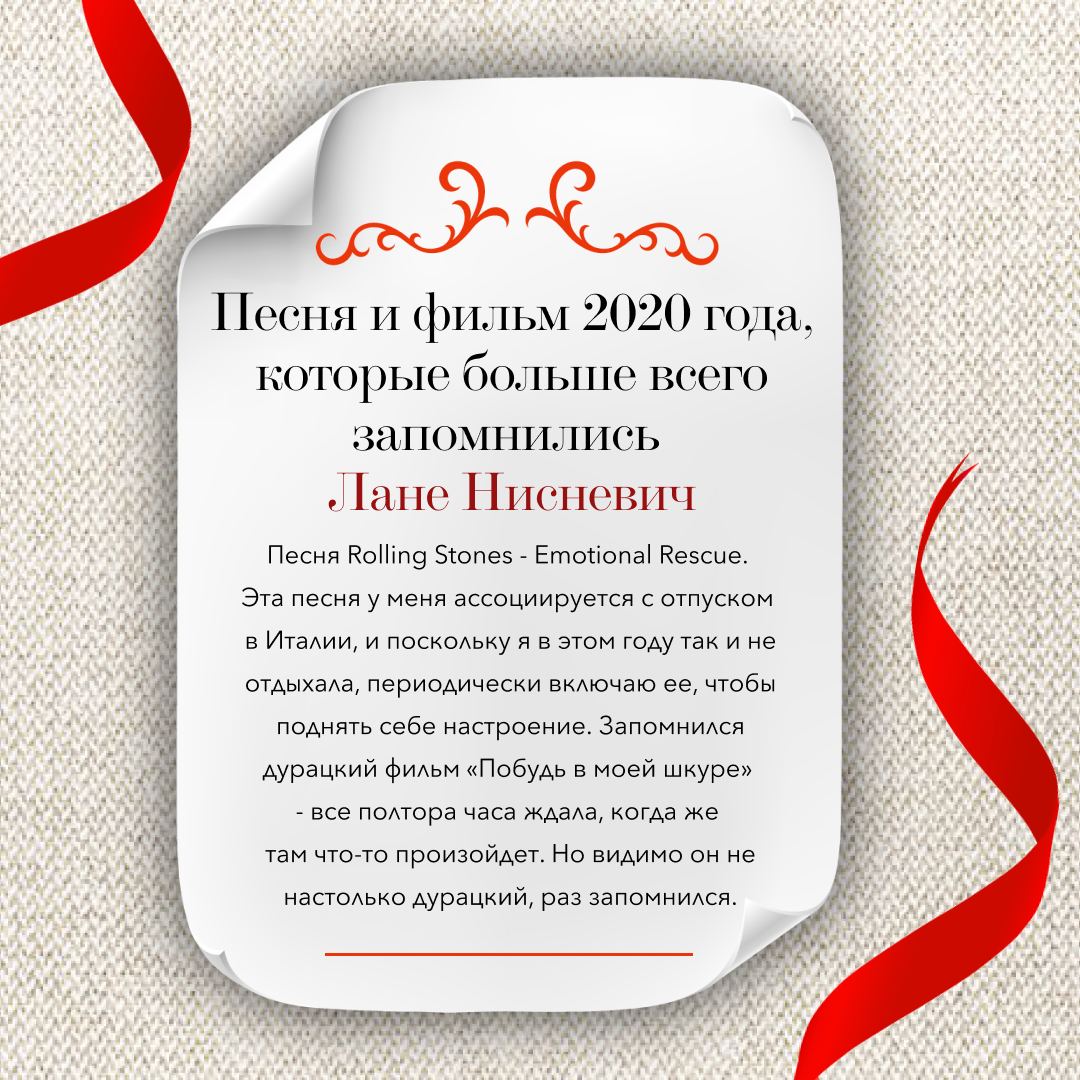 Песня и фильм 2020 года,
которые больше всего
запомнились
Лане Нисневич
Песня Rolling Stones - Emotional Rescue.
Эта песня у меня ассоциируется с отпуском
в Италии, и поскольку я в этом году так и не
отдыхала, периодически включаю ее, чтобы
поднять себе настроение. Запомнился
дурацкий фильм «Побудь в моей шкуре»
- все полтора часа ждала, когда же
там что-то произойдет. Но видимо он не
настолько дурацкий, раз запомнился.